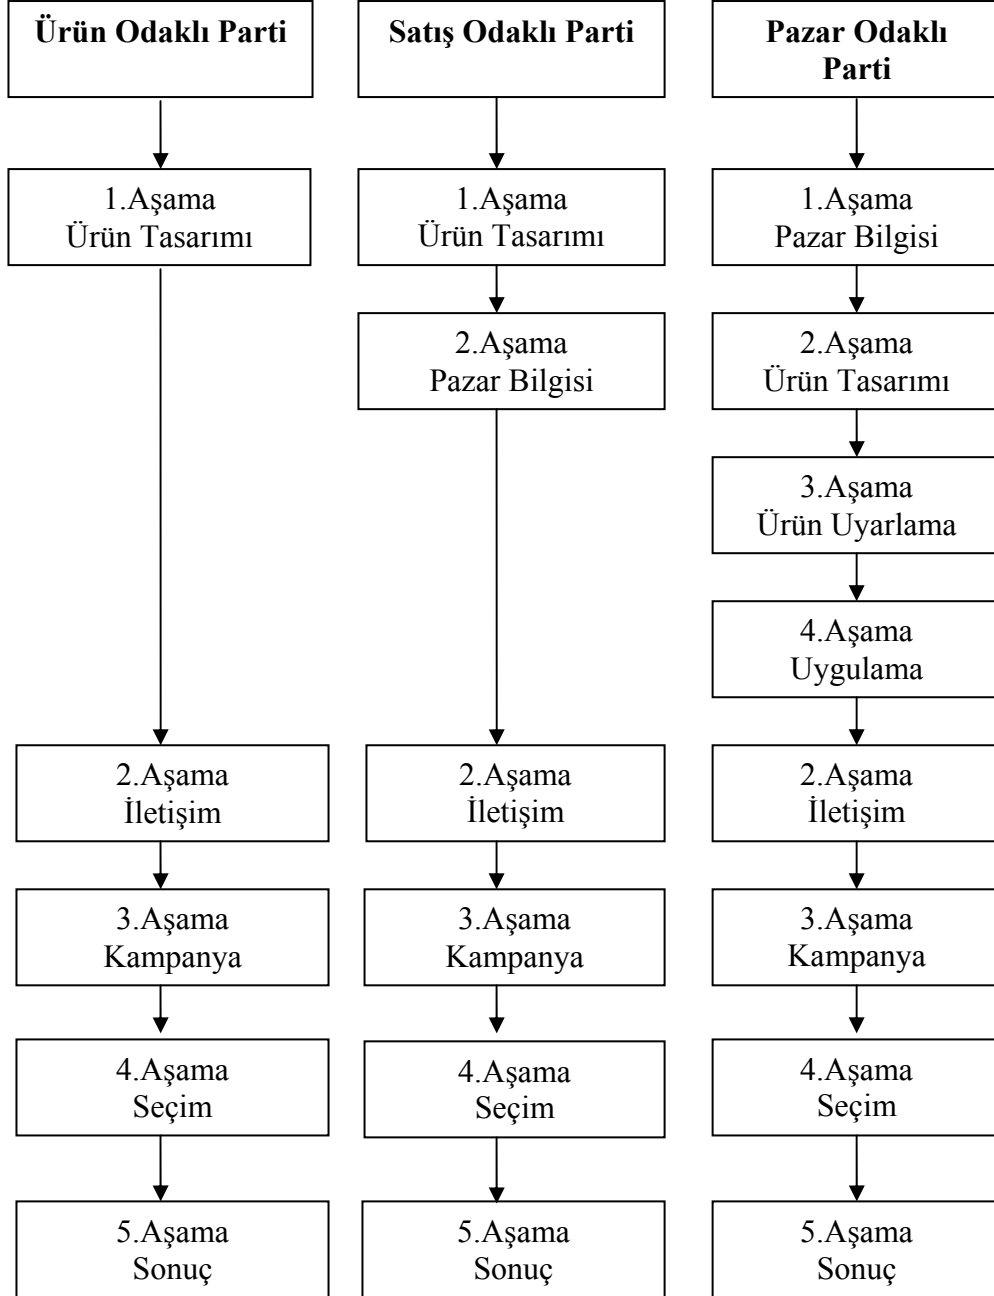 Ürün Odaklı Parti
Satış Odaklı Parti
Pazar Odaklı
Parti
1.Aşama
Ürün Tasarımı
1.Aşama
Ürün Tasarımı
1.Aşama
Pazar Bilgisi
2.Aşama
Pazar Bilgisi
2.Aşama
Ürün Tasarımı
3.Aşama
Ürün Uyarlama
4.Aşama
Uygulama
2.Aşama
İletişim
2.Aşama
İletişim
2.Aşama
İletişim
3.Aşama
Kampanya
3.Aşama
Kampanya
3.Aşama
Kampanya
4.Aşama
Seçim
4.Aşama
Seçim
4.Aşama
Seçim
5.Aşama
Sonuç
5.Aşama
Sonuç
5.Aşama
Sonuç